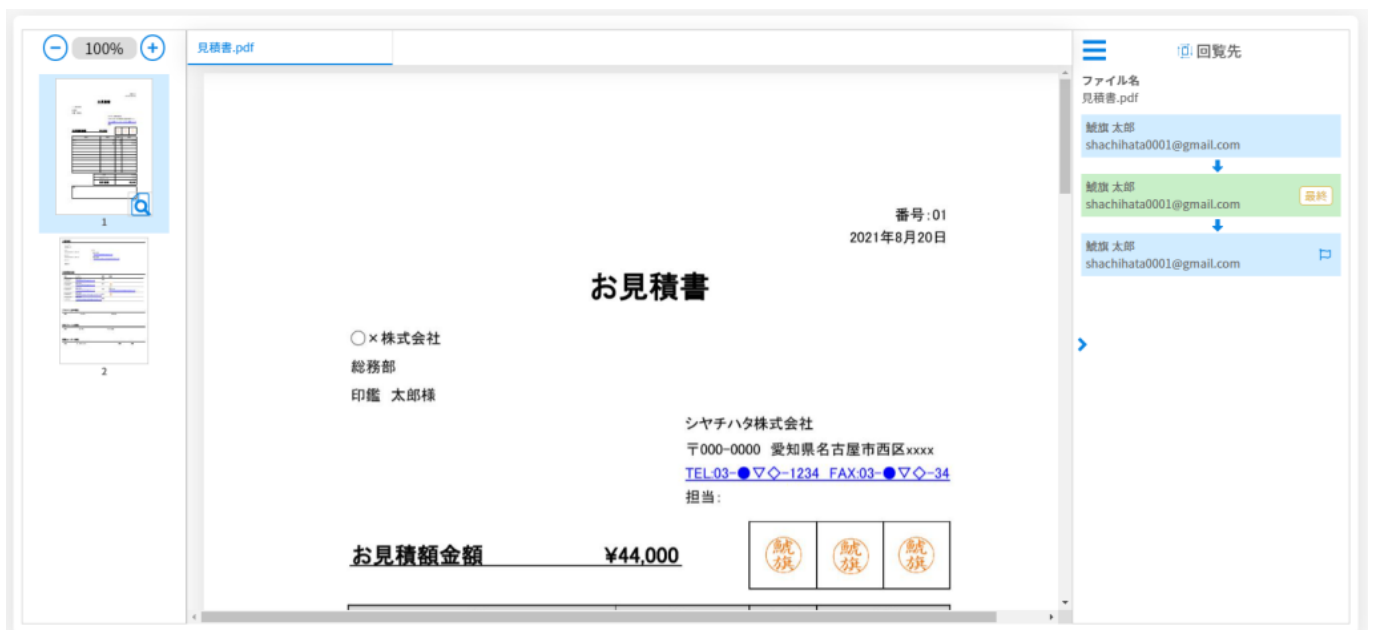 100%
見積書.pdf
1
2
番号:01
2021年8月20日
お見積書
○×株式会社
総務部
印鑑 太郎様
シヤチハタ株式会社
〒000-0000 愛知県名古屋市西区xxxx
TEL:03-●▽◇-1234 FAX:03-●▽◇-34
担当:
お見積額金額 ¥44,000
鯱旗 鯱旗 鯱旗
回覧先
ファイル名
見積書.pdf
鯱旗 太郎
shachihata0001@gmail.com
鯱旗 太郎
shachihata0001@gmail.com
最終
鯱旗 太郎
shachihata0001@gmail.com